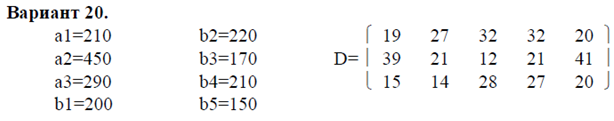 Вариант 20.
a1=210 b2=220 ⎧ 19 27 32 32 20 ⎫
a2=450 b3=170 D= ⎪ 39 21 12 21 41 ⎪
a3=290 b4=210 ⎩ 15 14 28 27 20 ⎭
b1=200 b5=150